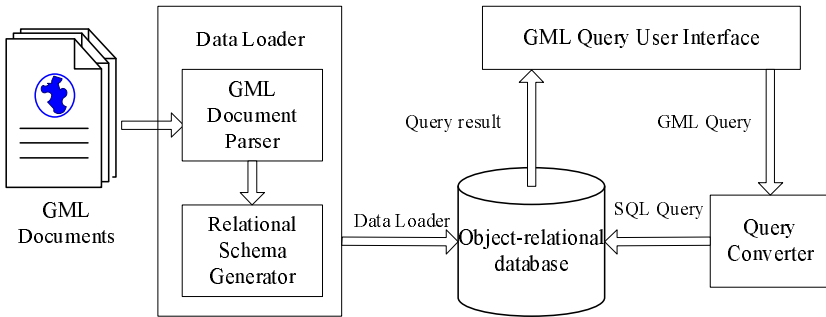 Data Loader
GML
Document
Parser
Relational
Schema
Generator
GML
Documents
Data Loader
GML Query User Interface
Query result
GML Query
Object-relational
database
SQL Query
Query
Converter